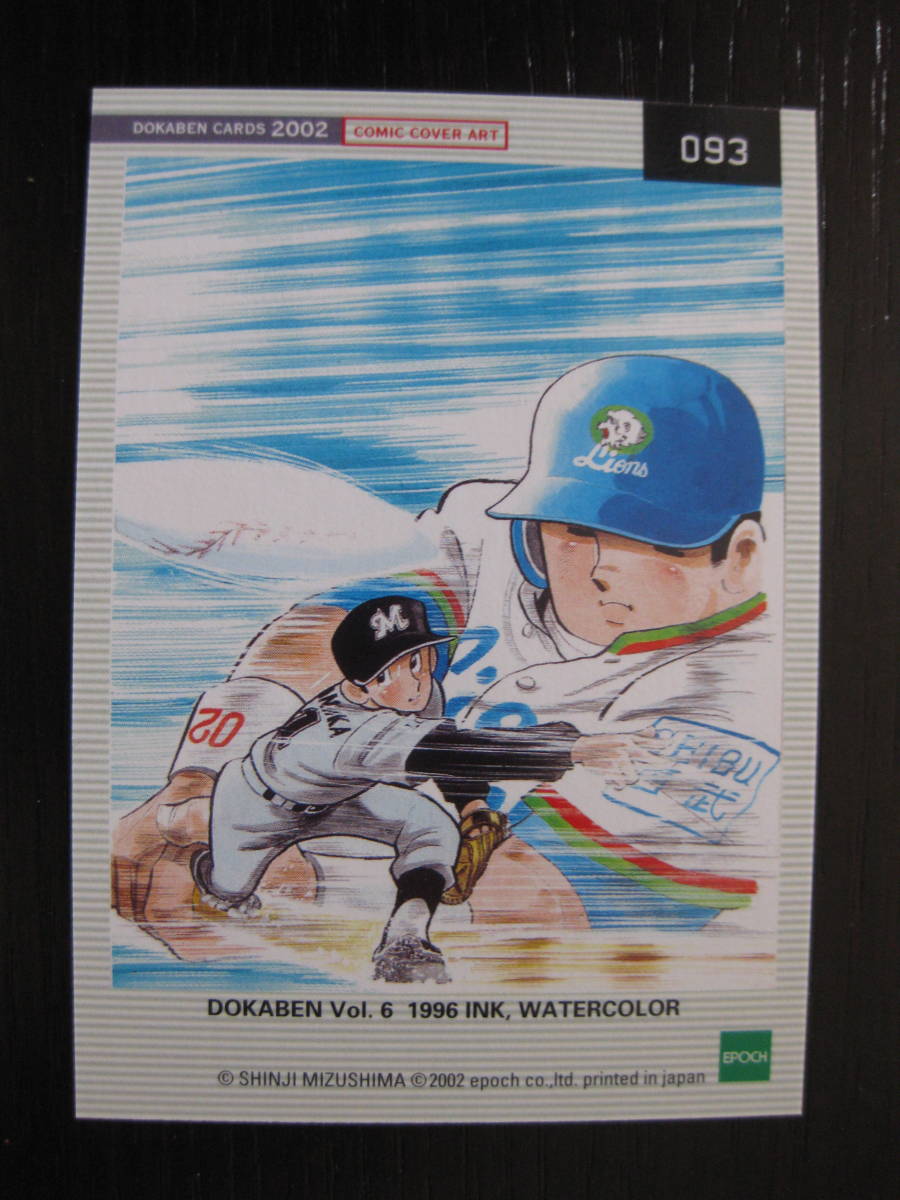 DOKABEN CARDS 2002
COMIC COVER ART
093
Lions
M
20
DOKABEN Vol. 6 1996 INK, WATERCOLOR
EPOCH
© SHINJI MIZUSHIMA © 2002 epoch co.,ltd. printed in japan